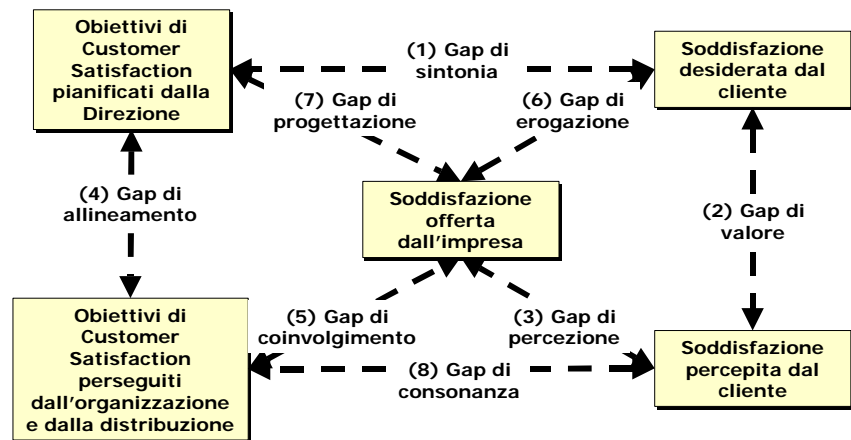 Obiettivi di
Customer
Satisfaction
pianificati dalla
Direzione
(1) Gap di
sintonia
Soddisfazione
desiderata dal
cliente
(7) Gap di
progettazione
(6) Gap di
erogazione
(4) Gap di
allineamento
Soddisfazione
offerta
dall'impresa
(2) Gap di
valore
Obiettivi di
Customer
Satisfaction
perseguiti
dall'organizzazione
e dalla distribuzione
(5) Gap di
coinvolgimento
(3) Gap di
percezione
(8) Gap di
consonanza
Soddisfazione
percepita dal
cliente